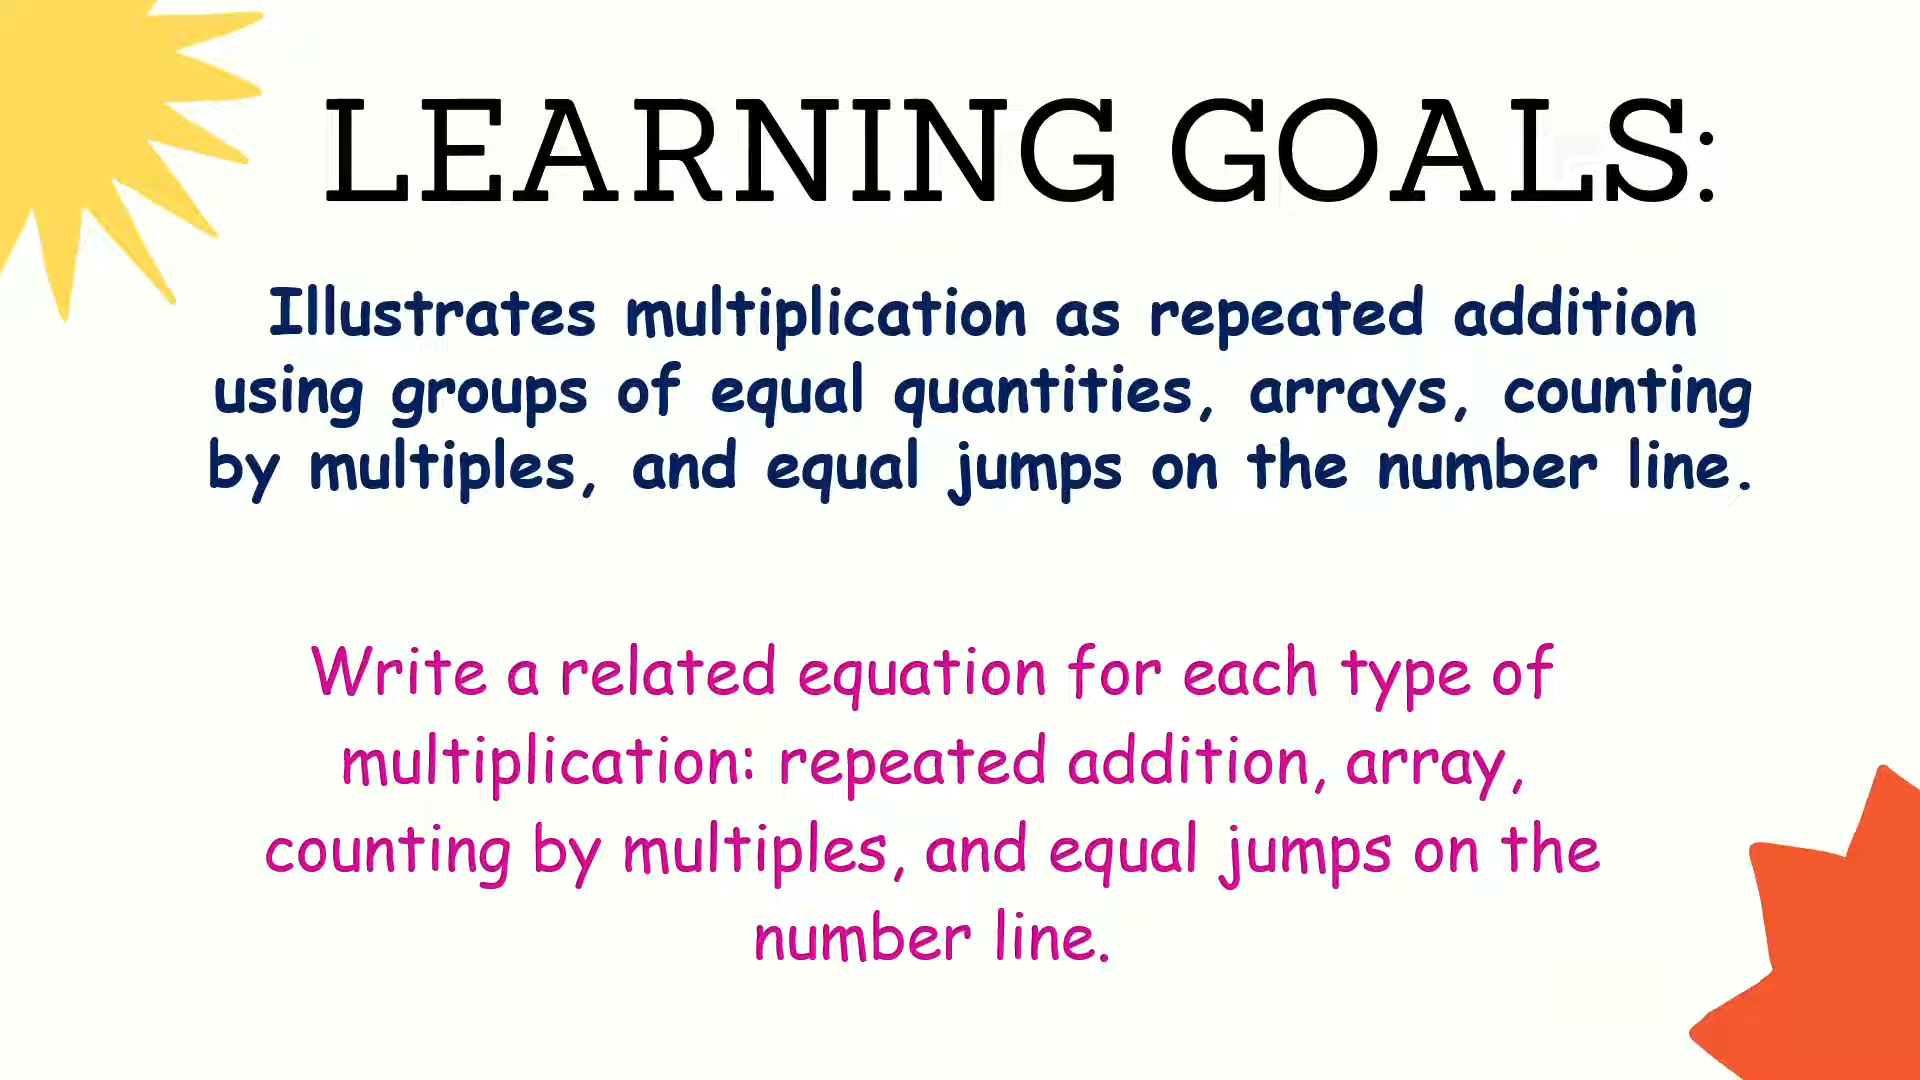 LEARNING GOALS:
Illustrates multiplication as repeated addition
using groups of equal quantities, arrays, counting
by multiples, and equal jumps on the number line.
Write a related equation for each type of
multiplication: repeated addition, array,
counting by multiples, and equal jumps on the
number line.